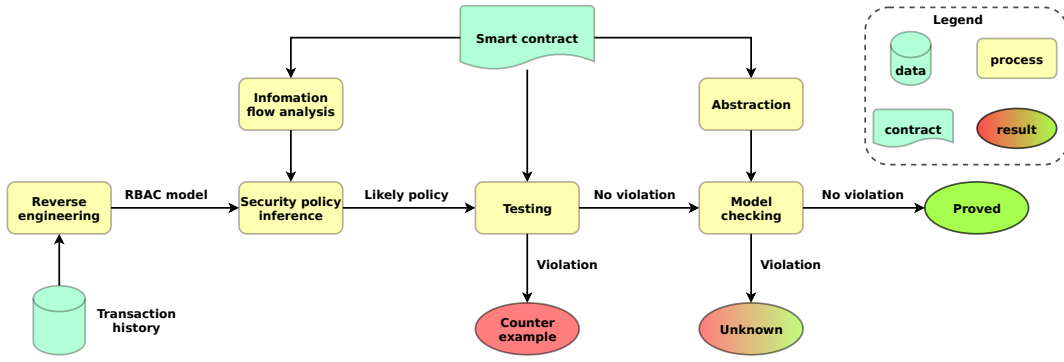 Smart contract
Legend
data
process
contract
result
Infomation
flow analysis
Abstraction
Reverse
engineering
RBAC model
Security policy
inference
Likely policy
Testing
No violation
Model
checking
No violation
Proved
Violation
Violation
Transaction
history
Counter
example
Unknown